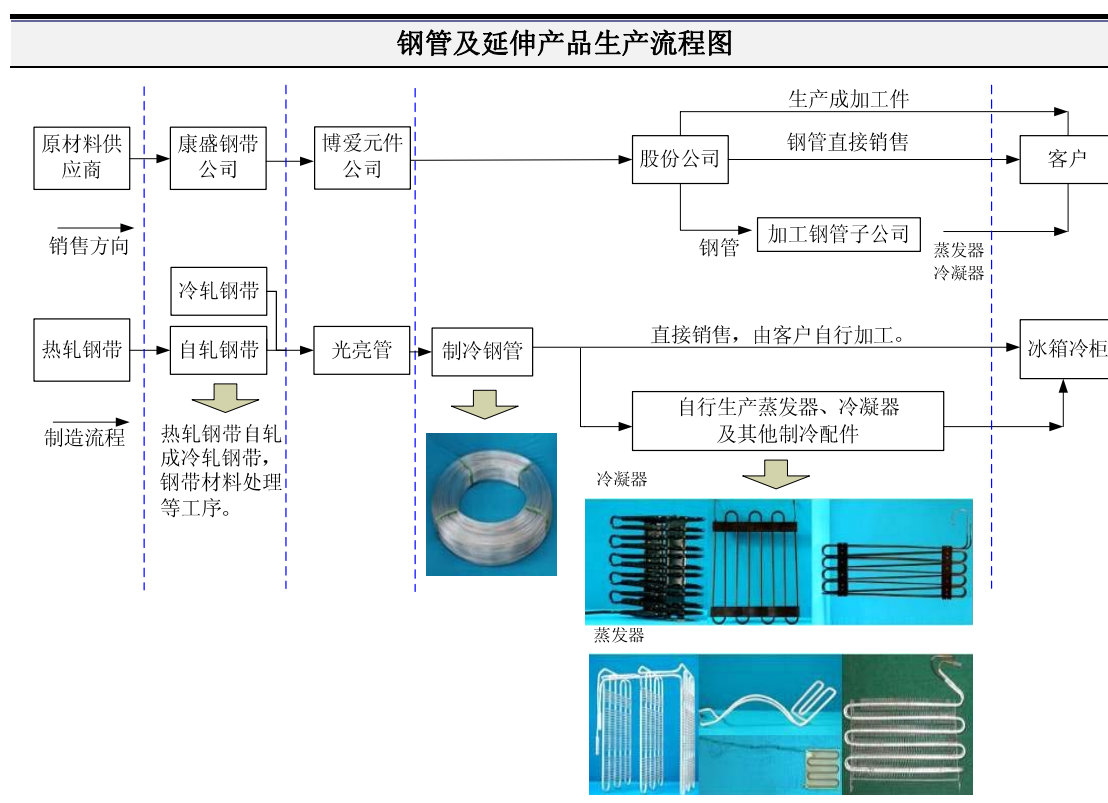 钢管及延伸产品生产流程图
生产成加工件
原材料供
应商
康盛钢带
公司
博爱元件
公司
股份公司
钢管直接销售
客户
销售方向
钢管
加工钢管子公司
蒸发器
冷凝器
冷轧钢带
热轧钢带
自轧钢带
光亮管
制冷钢管
直接销售，由客户自行加工。
冰箱冷柜
制造流程
热轧钢带自轧
成冷轧钢带，
钢带材料处理
等工序。
自行生产蒸发器、冷凝器
及其他制冷配件
冷凝器
蒸发器